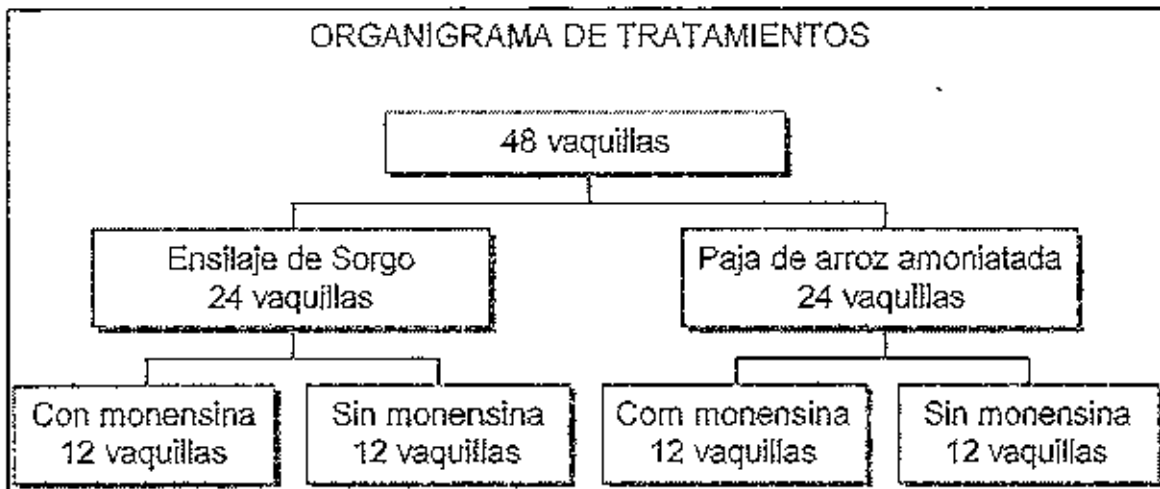 ORGANIGRAMA DE TRATAMIENTOS
48 vaquillas
Ensilaje de Sorgo
24 vaquillas
Paja de arroz amoniatada
24 vaquillas
Con monensina
12 vaquillas
Sin monensina
12 vaquillas
Com monensina
12 vaquillas
Sin monensina
12 vaquillas